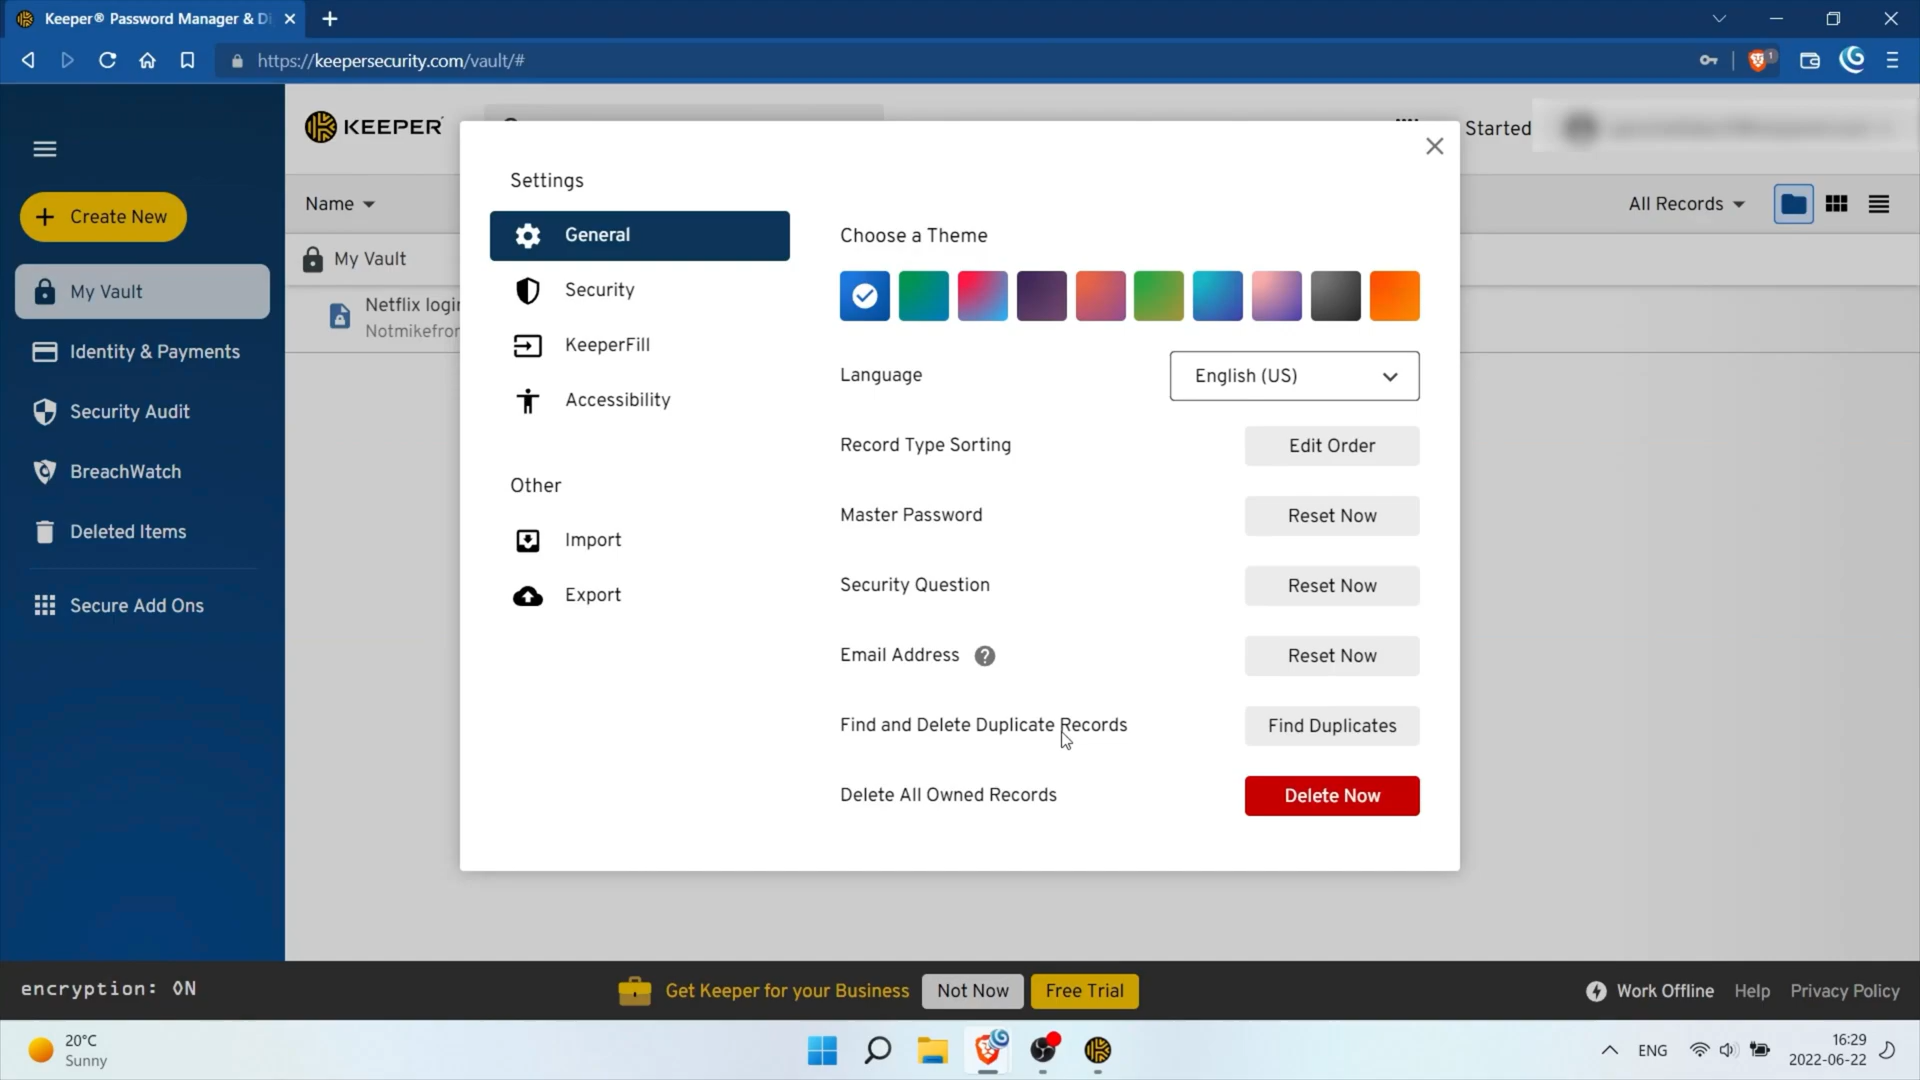 Keeper® Password Manager & Di
https://keepersecurity.com/vault/#
1
KEEPER
Started
Create New
Name
All Records
My Vault
Identity & Payments
Security Audit
BreachWatch
Deleted Items
Secure Add Ons
My Vault
Netflix login
Notmikefror
Settings
General
Security
KeeperFill
Accessibility
Other
Import
Export
Choose a Theme
Language
English (US)
Record Type Sorting
Edit Order
Master Password
Reset Now
Security Question
Reset Now
Email Address
Reset Now
Find and Delete Duplicate Records
Find Duplicates
Delete All Owned Records
Delete Now
encryption: ON
Get Keeper for your Business
Not Now
Free Trial
Work Offline
Help
Privacy Policy
20°C
Sunny
ENG
16:29
2022-06-22